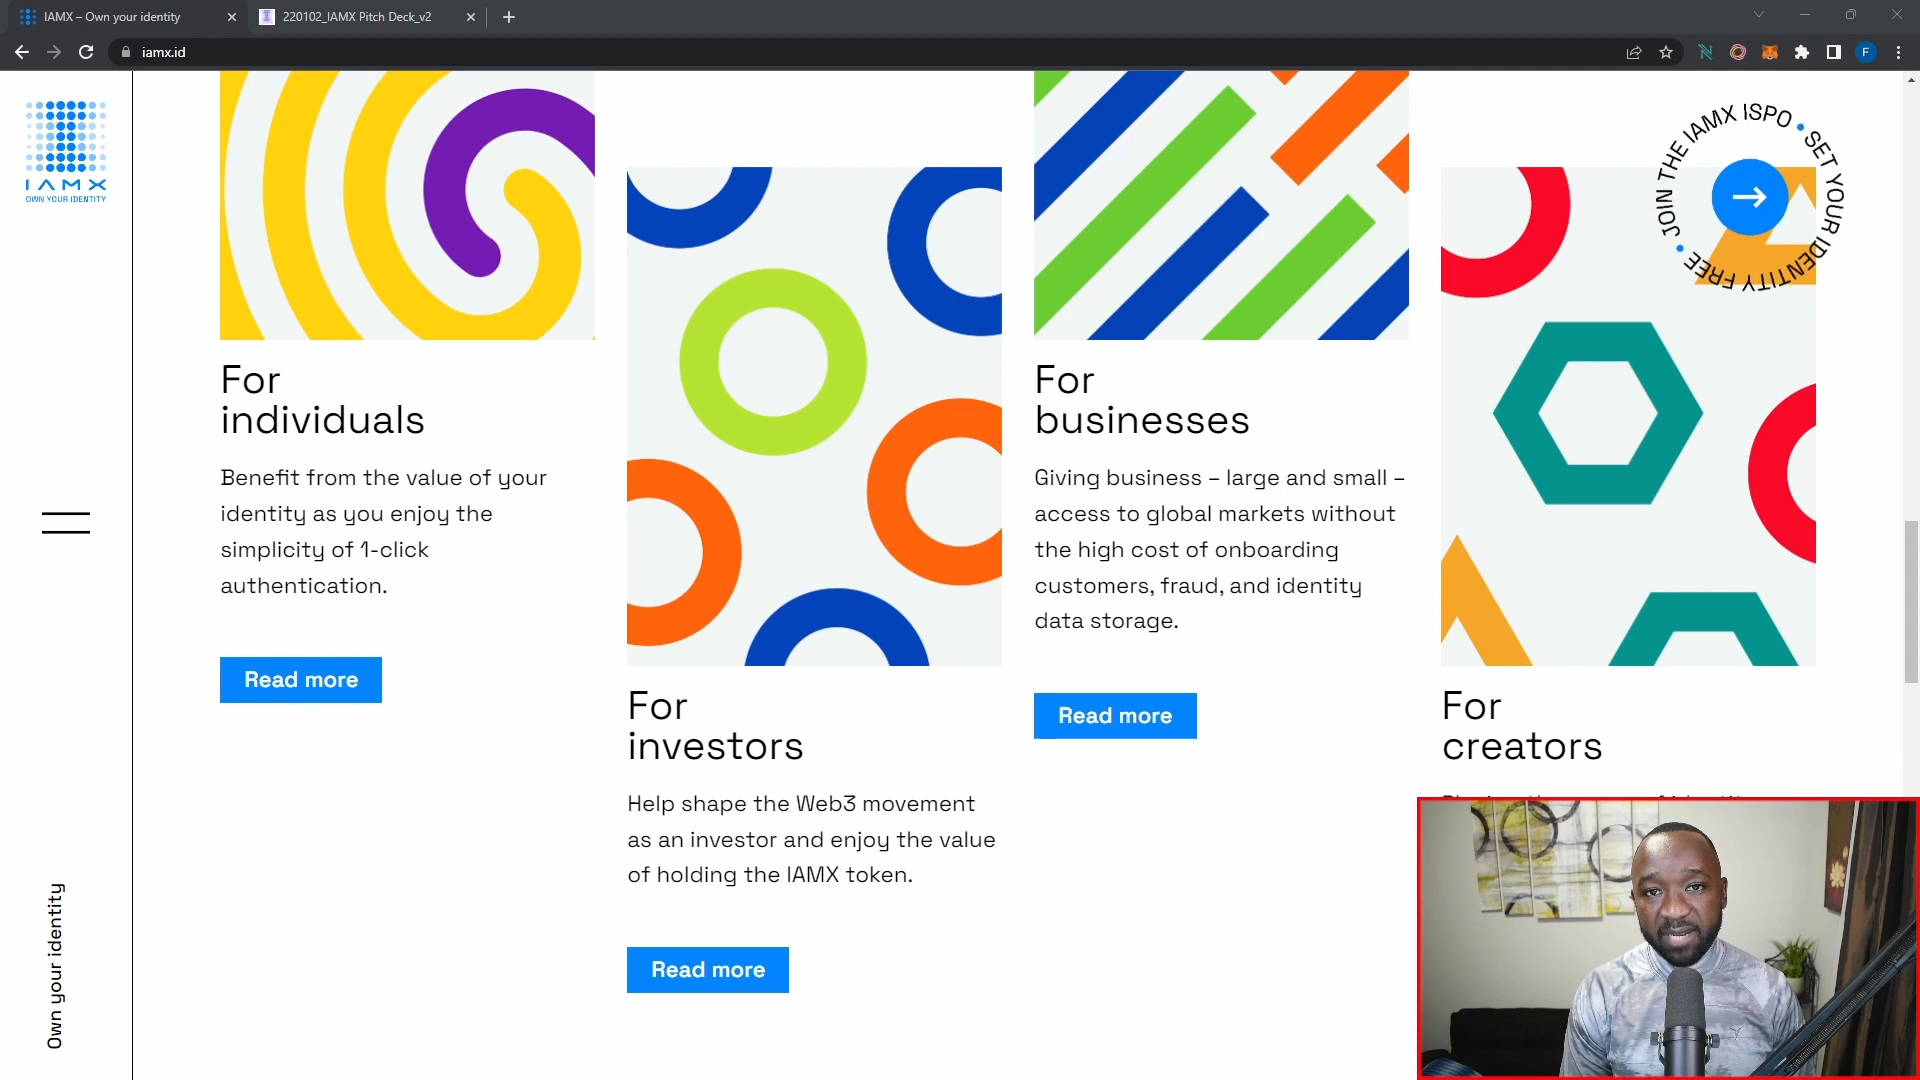 IAMX – Own your identity
220102_IAMX Pitch Deck_v2
iamx.id
F
IAMX
OWN YOUR IDENTITY
JOIN THE IAMX ISPO • SET YOUR IDENTITY FREE •
For
individuals
Benefit from the value of your
identity as you enjoy the
simplicity of 1-click
authentication.
Read more
For
investors
Help shape the Web3 movement
as an investor and enjoy the value
of holding the IAMX token.
Read more
For
businesses
Giving business – large and small –
access to global markets without
the high cost of onboarding
customers, fraud, and identity
data storage.
Read more
For
creators
Own your identity